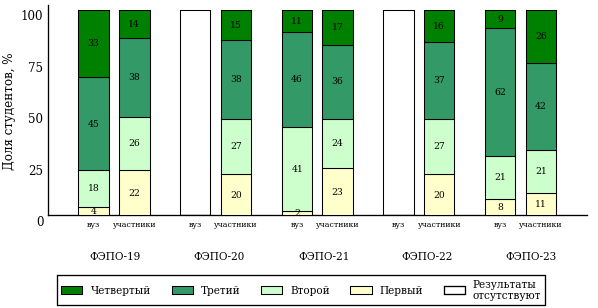 Доля студентов, %
100
75
50
25
0
33 14 15 11 17 16 9 26
45 38 38 46 36 37 62 42
18 26 27 41 24 27 21 21
4 22 20 2 23 20 8 11
вуз участники вуз участники вуз участники вуз участники вуз участники
ФЭПО-19 ФЭПО-20 ФЭПО-21 ФЭПО-22 ФЭПО-23
Четвертый Третий Второй Первый Результаты
отсутствуют